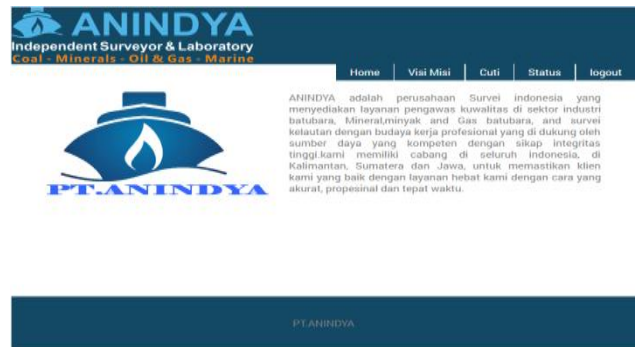 ANINDYA
Independent Surveyor & Laboratory
Coal - Minerals - Oil & Gas - Marine
Home Visi Misi Cuti Status logout
ANINDYA adalah perusahaan Survei indonesia yang
menyediakan layanan pengawas kuwalitas di sektor industri
batubara, Mineral,minyak and Gas batubara, and survei
kelautan dengan budaya kerja profesional yang di dukung oleh
sumber daya yang kompeten dengan sikap integritas
tinggi.kami memiliki cabang di seluruh indonesia, di
Kalimantan, Sumatera dan Jawa, untuk memastikan klien
kami yang baik dengan layanan hebat kami dengan cara yang
akurat, propesinal dan tepat waktu.
PT.ANINDYA
PT.ANINDYA